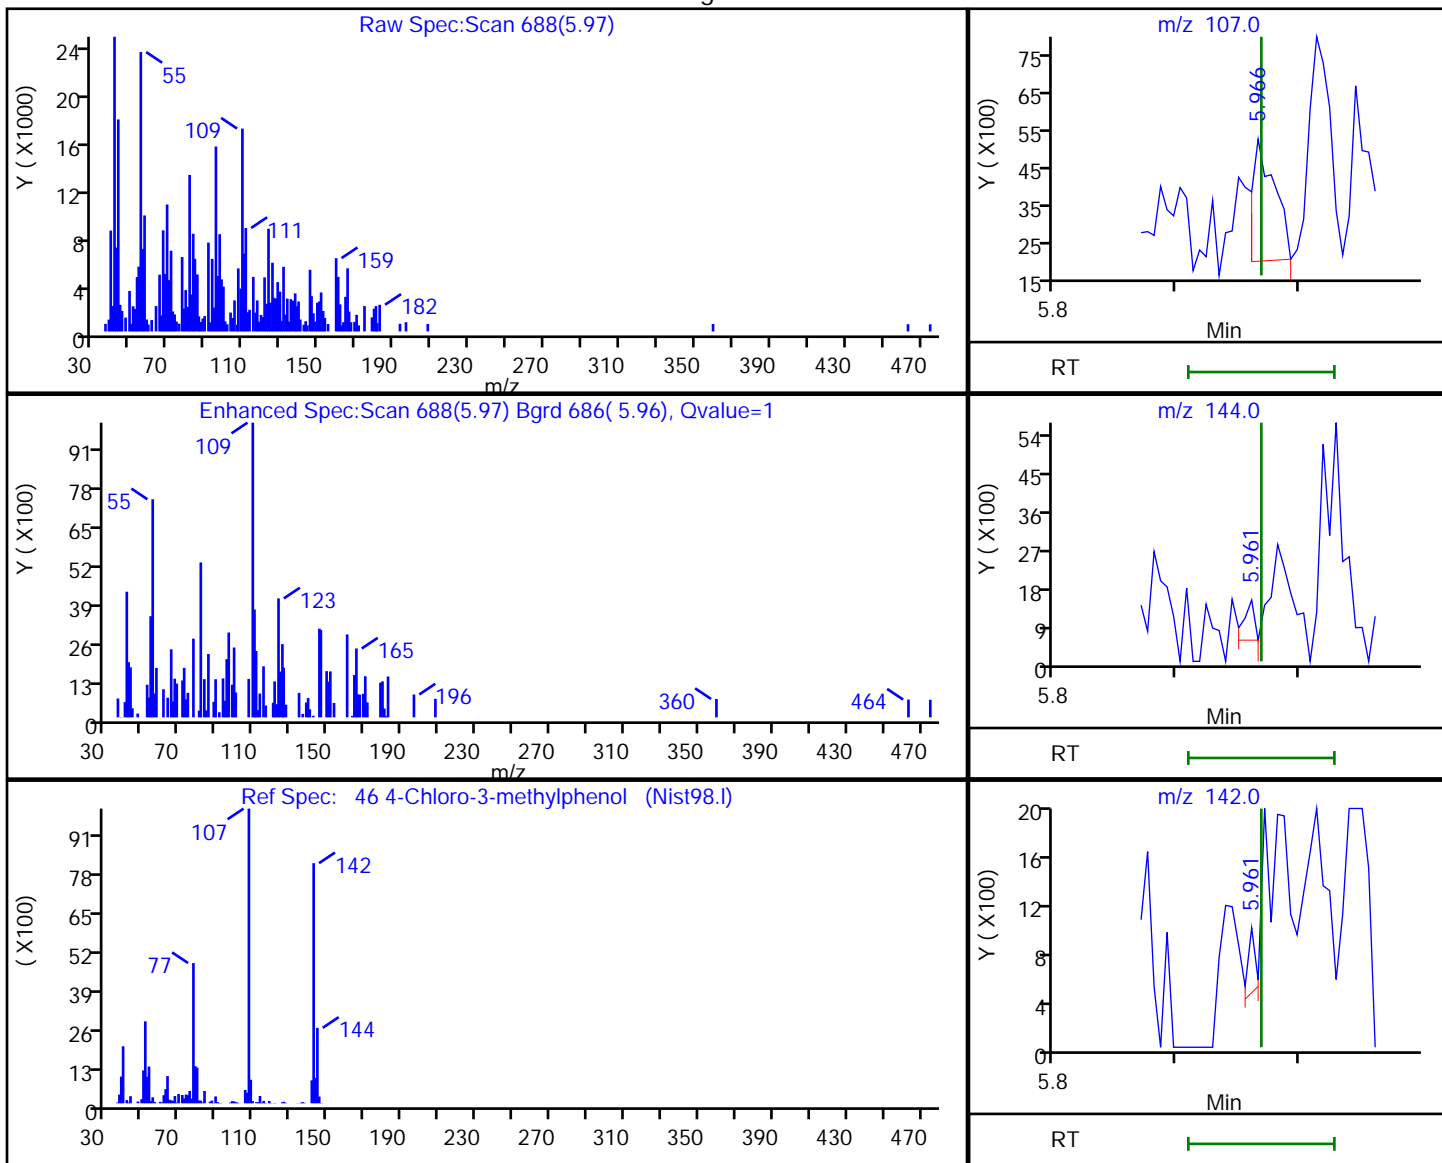 Raw Spec:Scan 688(5.97)
Y ( X1000)
24
20
16
12
8
4
0
55
109
111
159
182
30 70 110 150 190 230 270 310 350 390 430 470
m/z
m/z 107.0
Y ( X100)
75
65
55
45
35
25
15
5.966
5.8
Min
RT
Enhanced Spec:Scan 688(5.97) Bgrd 686( 5.96), Qvalue=1
Y ( X100)
91
78
65
52
39
26
13
0
109
55
123
165
196
360
464
30 70 110 150 190 230 270 310 350 390 430 470
m/z
m/z 144.0
Y ( X100)
54
45
36
27
18
9
0
5.961
5.8
Min
RT
Ref Spec: 46 4-Chloro-3-methylphenol (Nist98.l)
( X100)
91
78
65
52
39
26
13
0
107
142
77
144
30 70 110 150 190 230 270 310 350 390 430 470
m/z 142.0
Y ( X100)
20
16
12
8
4
0
5.961
5.8
Min
RT